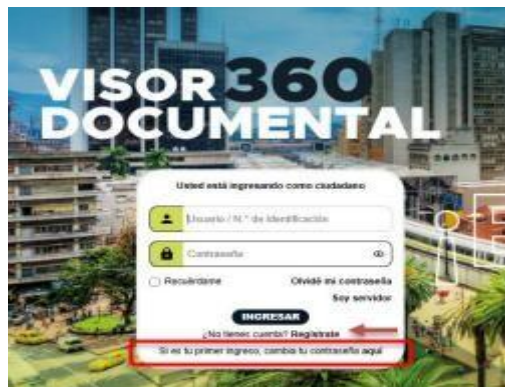 VISOR 360
DOCUMENTAL
Usted está ingresando como ciudadano
Usuario / N.° de Identificación
Contraseña
Recuérdame
Olvidé mi contraseña
Soy servidor
INGRESAR
¿No tienes cuenta? Regístrate
Si es tu primer ingreso, cambia tu contraseña aquí